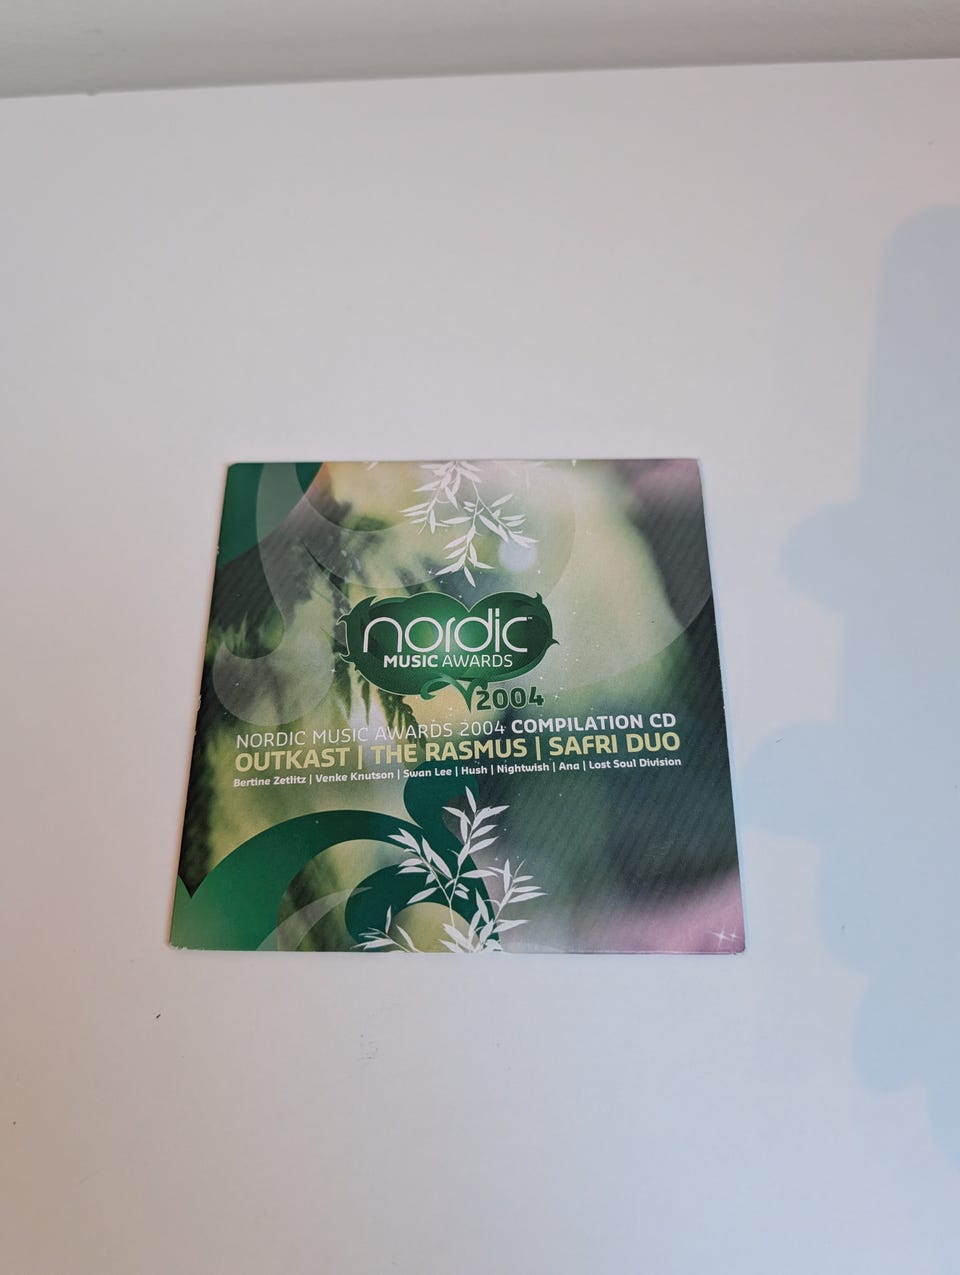 nordic™
MUSIC AWARDS
2004
NORDIC MUSIC AWARDS 2004 COMPILATION CD
OUTKAST | THE RASMUS | SAFRI DUO
Bertine Zetlitz | Venke Knutson | Swan Lee | Hush | Nightwish | Ana | Lost Soul Division